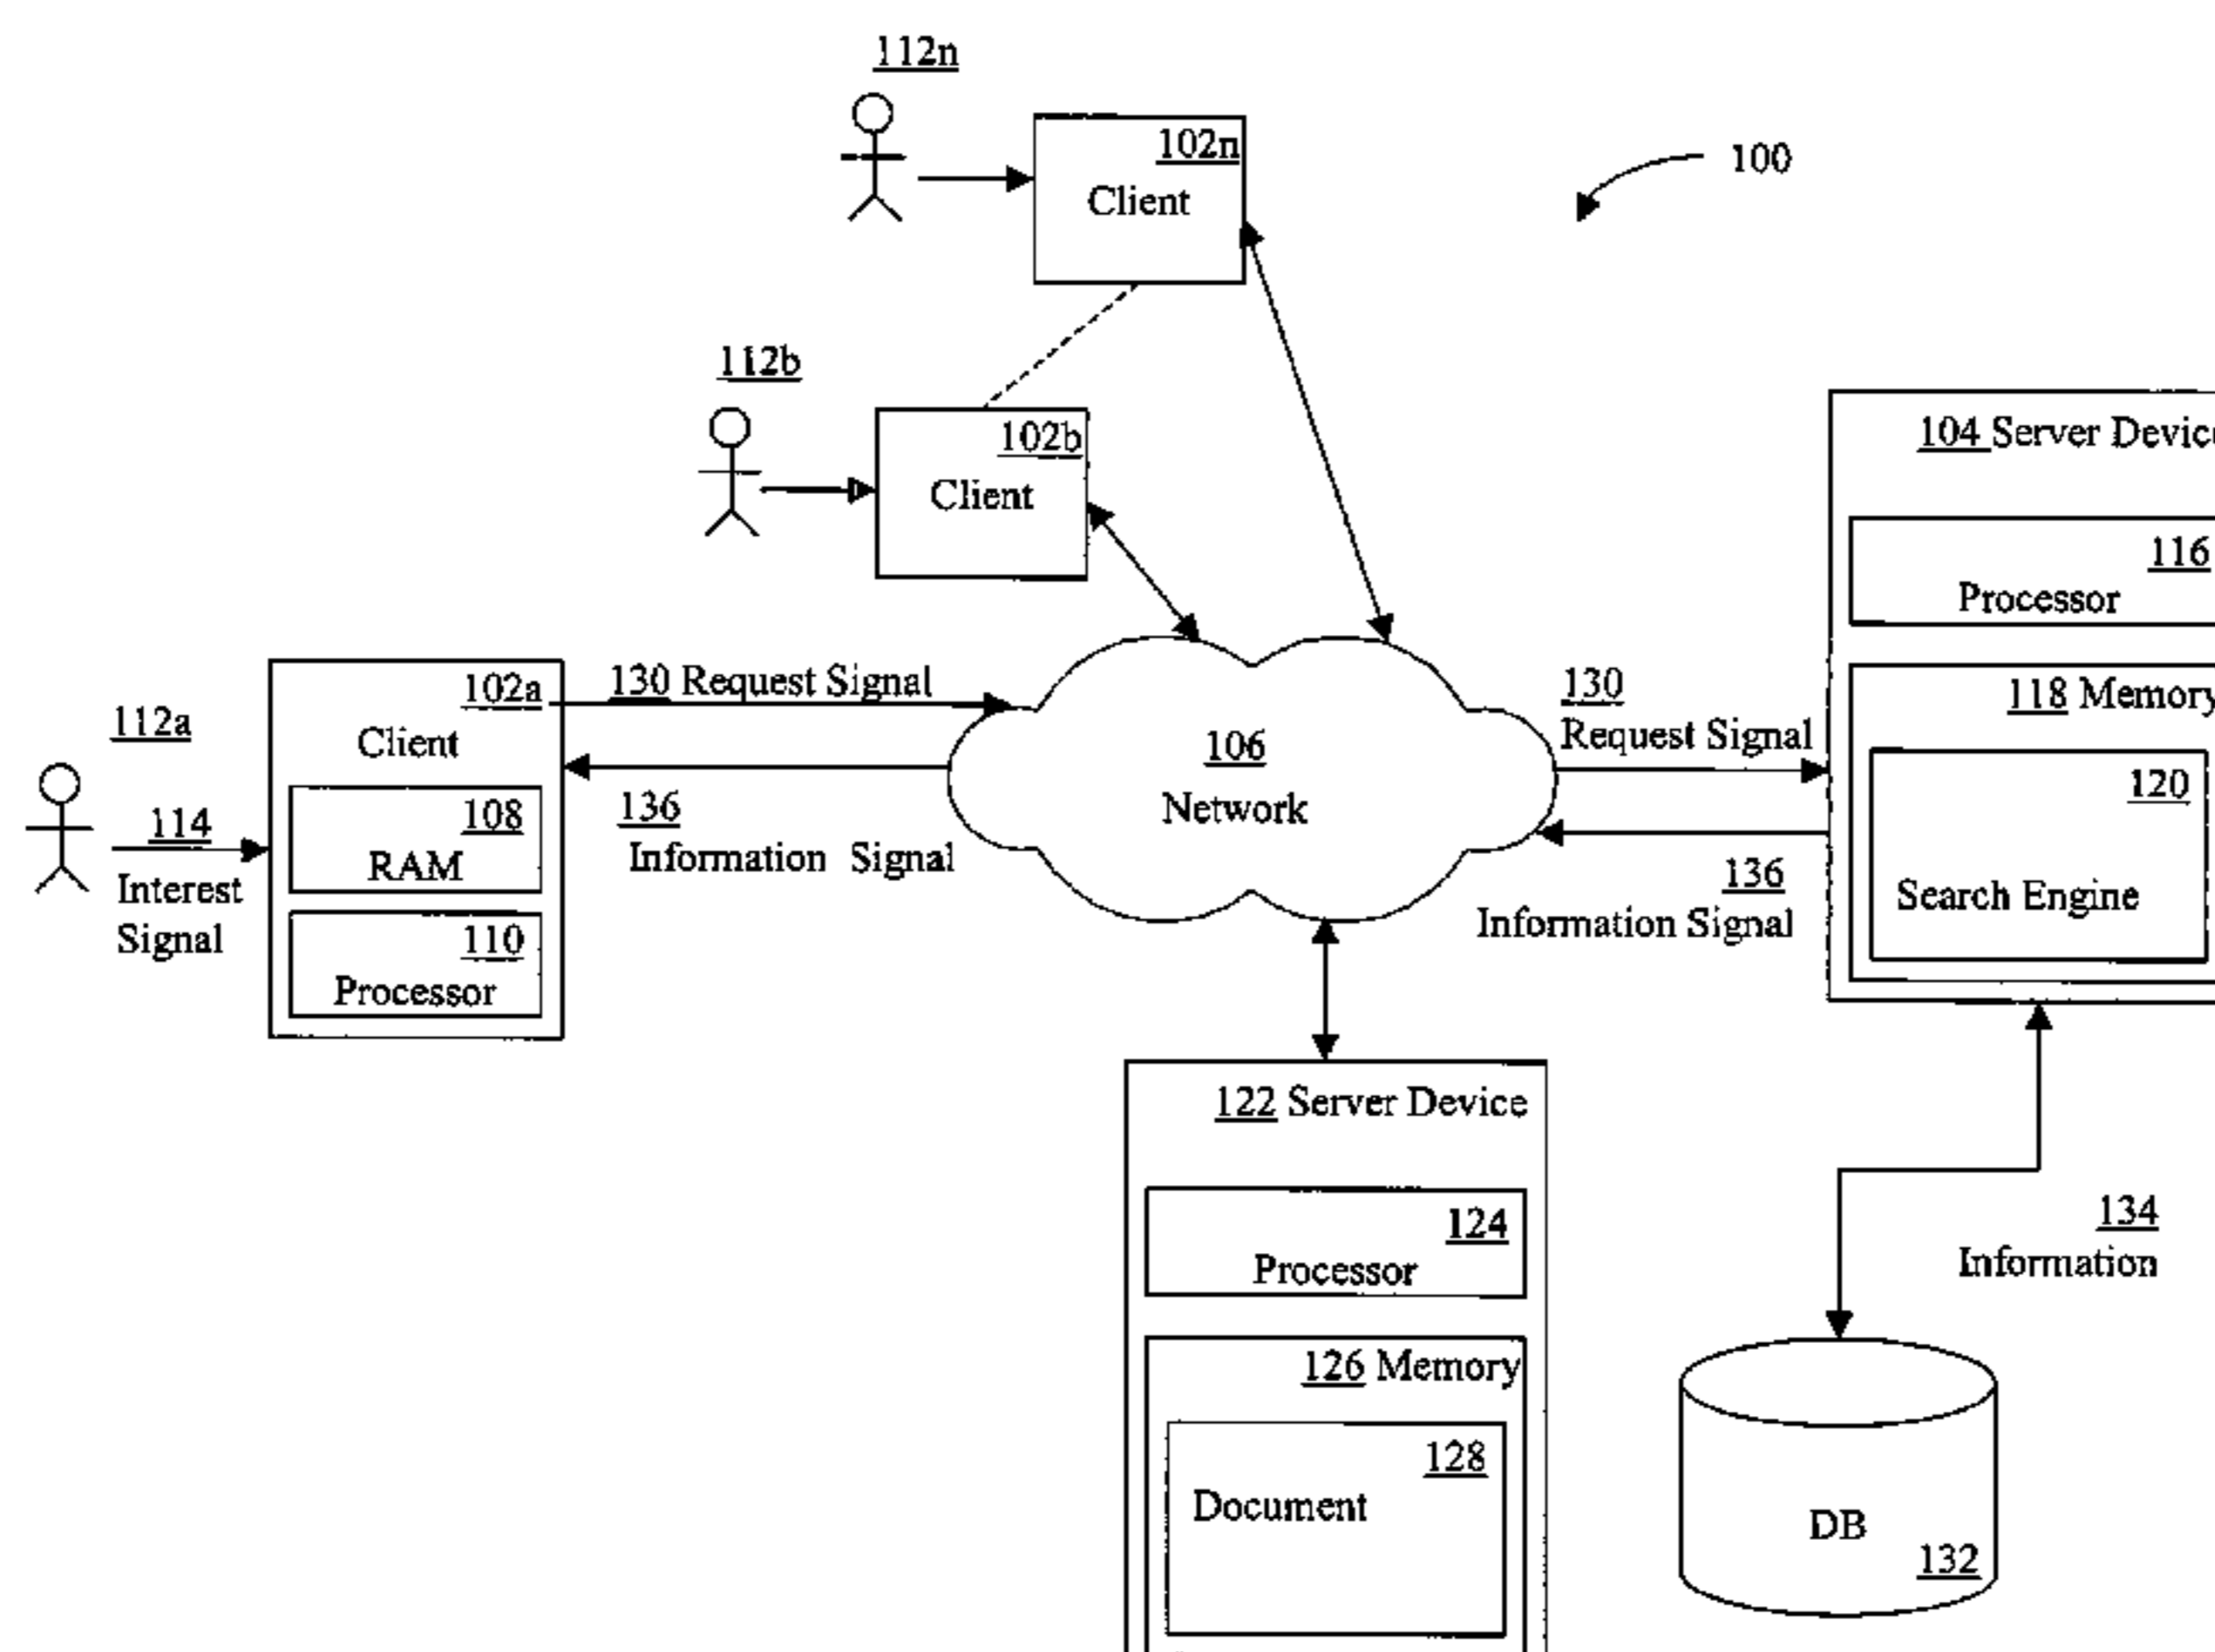 112n
102n
Client
100
112b
102b
Client
104 Server Device
116
Processor
102a
130 Request Signal
130
Request Signal
118 Memory
112a
Client
106
Network
120
108
RAM
136
Information Signal
114
Interest
Signal
136
Information Signal
Search Engine
110
Processor
122 Server Device
124
Processor
134
Information
126 Memory
128
Document
DB
132